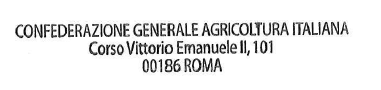 CONFEDERAZIONE GENERALE AGRICOLTURA ITALIANA
Corso Vittorio Emanuele II, 101
00186 ROMA